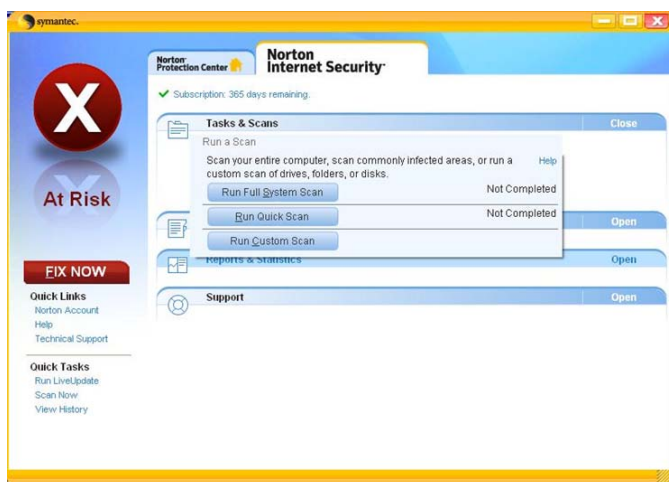 symantec.
Norton
Protection Center
Norton
Internet Security
Subscription: 365 days remaining.
X
At Risk
FIX NOW
Quick Links
Norton Account
Help
Technical Support
Quick Tasks
Run LiveUpdate
Scan Now
View History
Tasks & Scans Close
Run a Scan
Scan your entire computer, scan commonly infected areas, or run a Help
custom scan of drives, folders, or disks.
Run Full System Scan Not Completed
Run Quick Scan Not Completed
Run Custom Scan
Open
Reports & Statistics Open
Support Open